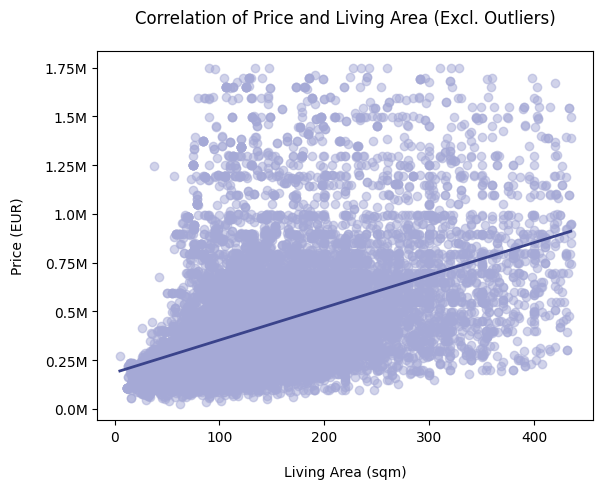 Correlation of Price and Living Area (Excl. Outliers)
1.75M
1.5M
1.25M
1.0M
0.75M
0.5M
0.25M
0.0M
Price (EUR)
0 100 200 300 400
Living Area (sqm)